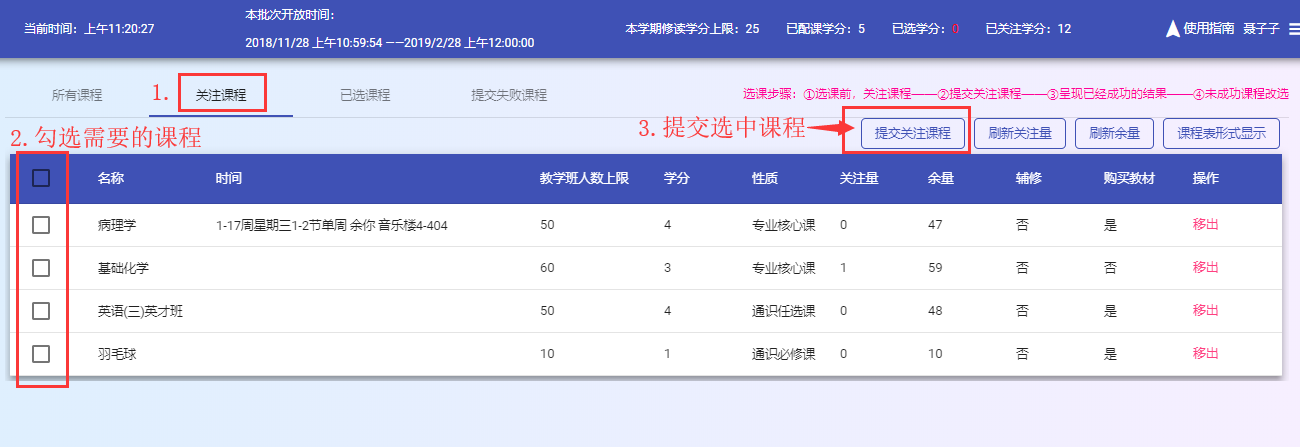 本批次开放时间：
当前时间：上午11:20:27
2018/11/28 上午10:59:54 ——2019/2/28 上午12:00:00
本学期修读学分上限：25 已配课学分：5 已选学分：0 已关注学分：12
使用指南 聂子子
所有课程 1. 关注课程 已选课程 提交失败课程
选课步骤：①选课前，关注课程——②提交关注课程——③呈现已经成功的结果——④未成功课程改选
2.勾选需要的课程
3.提交选中课程
提交关注课程 刷新关注量 刷新余量 课程表形式显示
名称 时间 教学班人数上限 学分 性质 关注量 余量 辅修 购买教材 操作
病理学 1-17周星期三1-2节单周 余你 音乐楼4-404 50 4 专业核心课 0 47 否 是 移出
基础化学 60 3 专业核心课 1 59 否 否 移出
英语(三)英才班 50 4 通识任选课 0 48 否 是 移出
羽毛球 10 1 通识必修课 0 10 否 是 移出